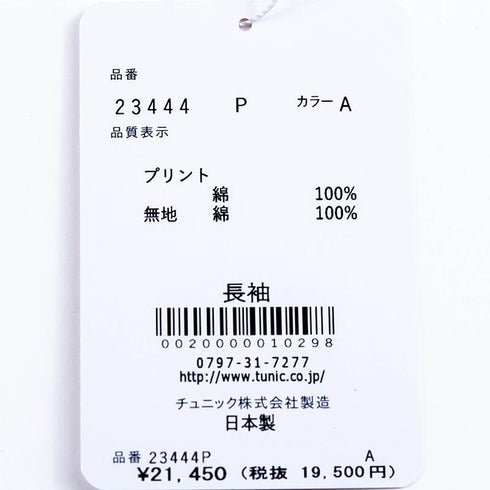 品番
23444 P カラー A
品質表示
プリント
綿 100%
無地 綿 100%
長袖
0020000010298
0797-31-7277
http://www.tunic.co.jp/
チュニック株式会社製造
日本製
品番 23444P A
¥21,450 (税抜 19,500円)